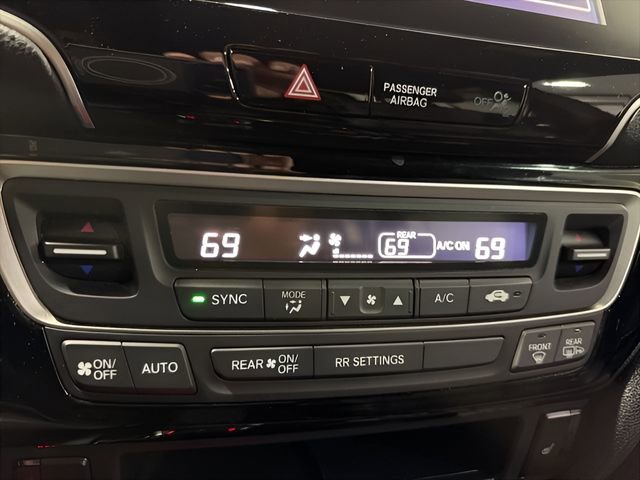 PASSENGER
AIRBAG
OFF
69 REAR 69 A/C ON 69
SYNC MODE A/C
ON/OFF AUTO
REAR ON/OFF RR SETTINGS
FRONT REAR